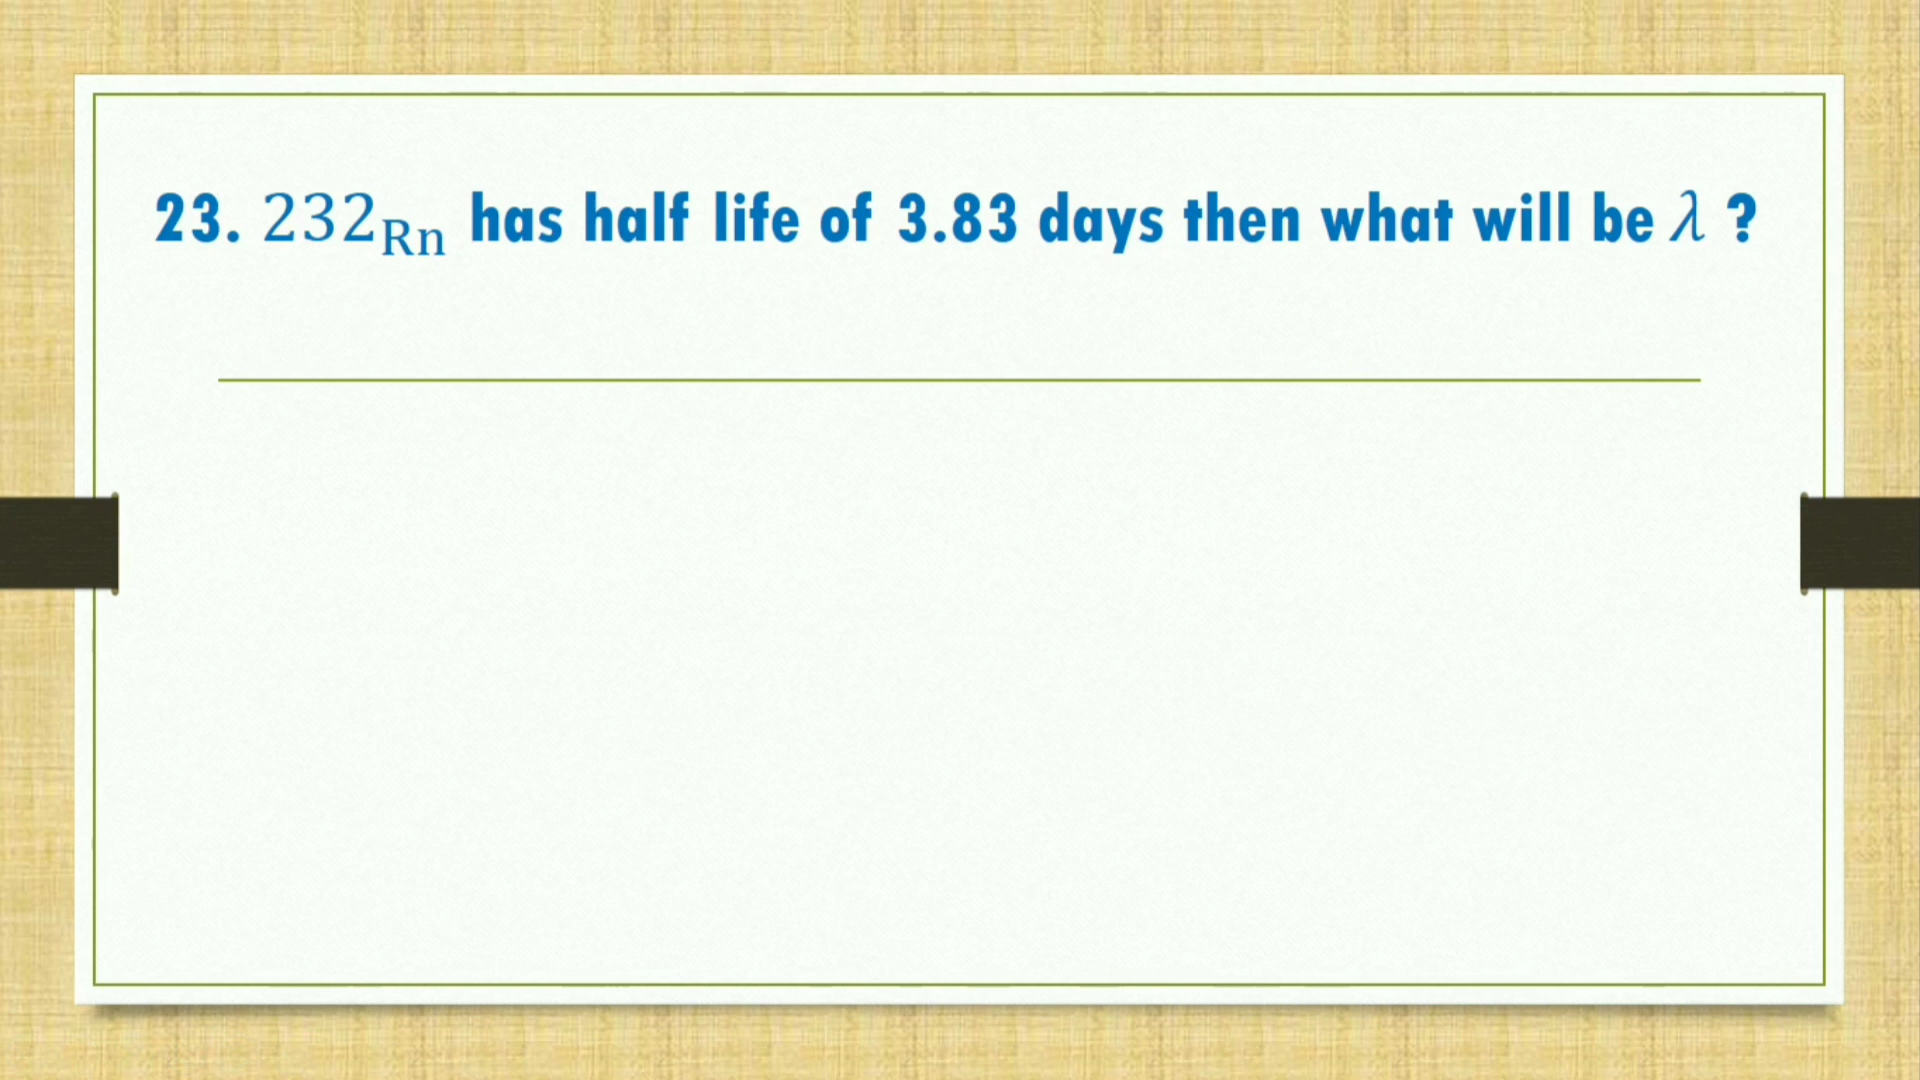 23. 232Rn has half life of 3.83 days then what will be λ ?